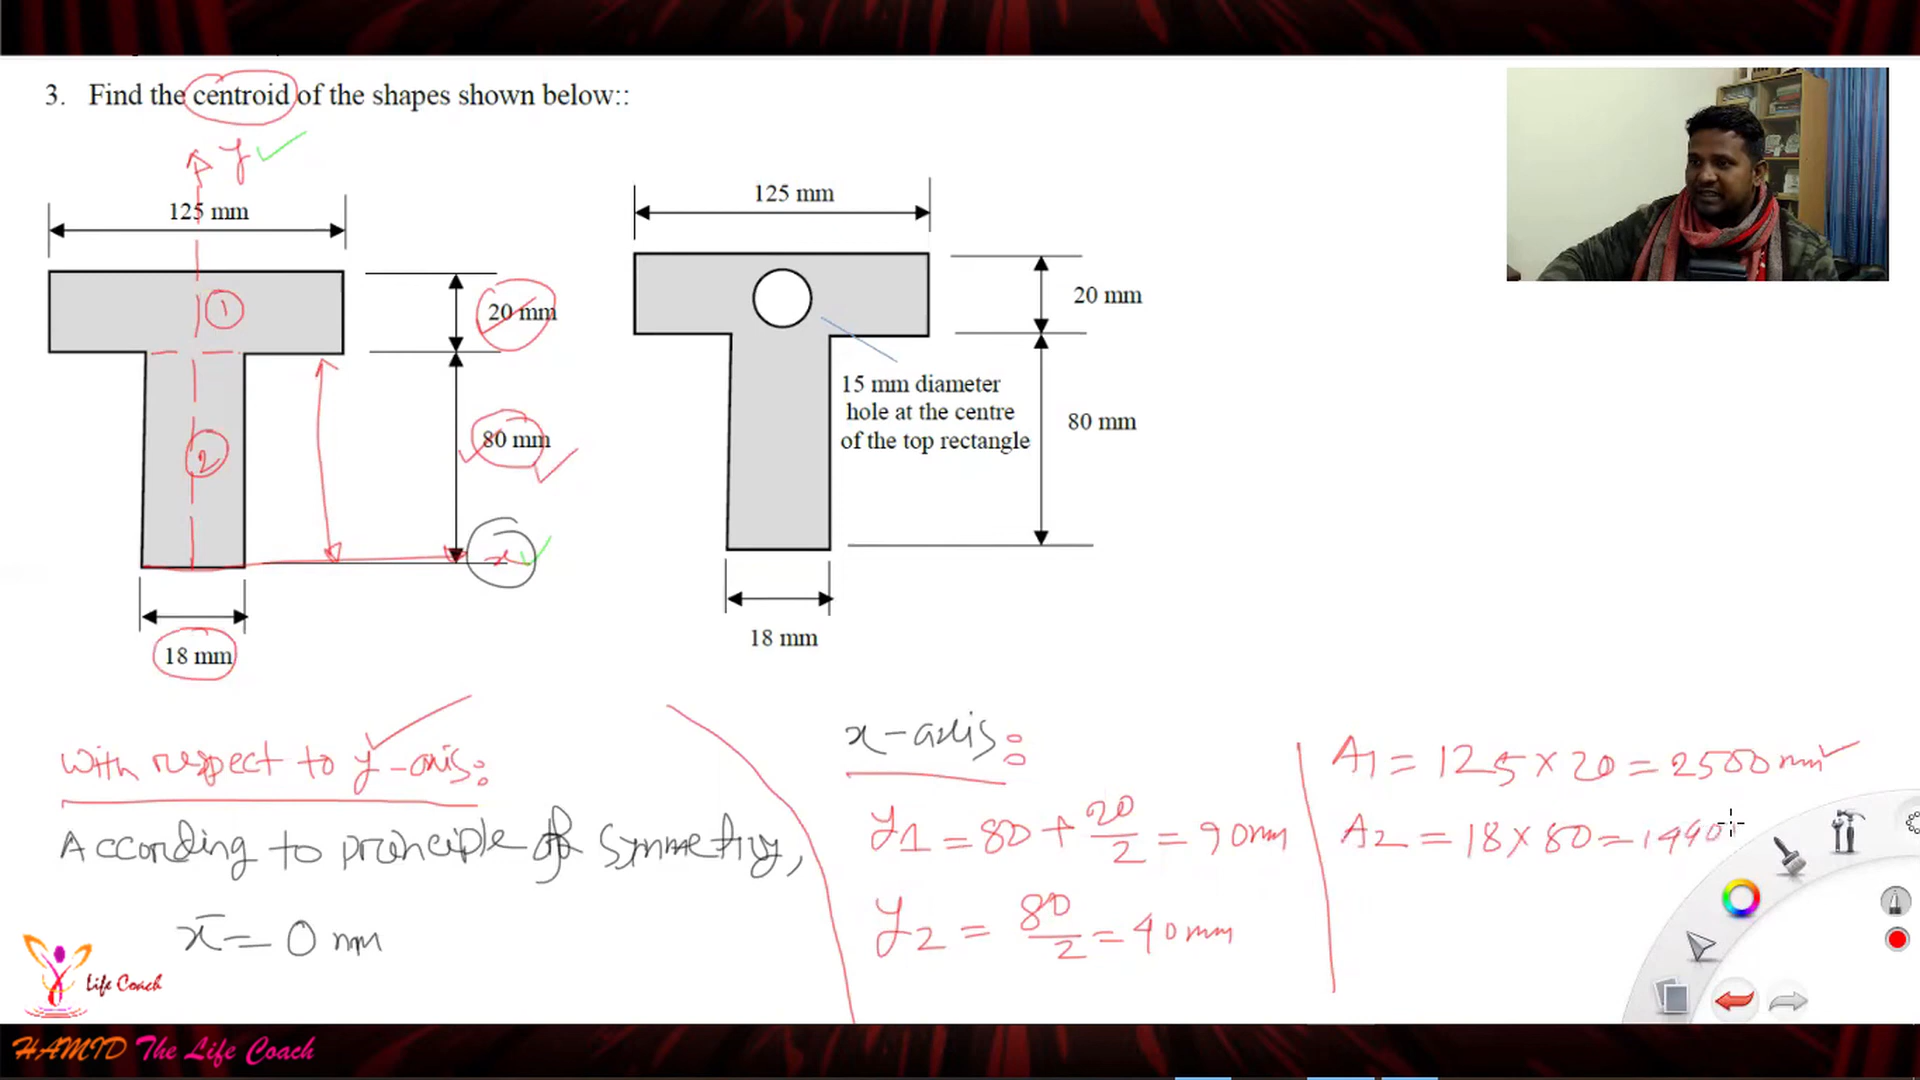 3. Find the centroid of the shapes shown below::
y
125 mm
125 mm
1
20 mm
20 mm
15 mm diameter
hole at the centre
of the top rectangle
2
80 mm
80 mm
x
18 mm
18 mm
With respect to y-axis:
According to principle of symmetry,
x̄ = 0 mm
x-axis:
y1 = 80 + 20/2 = 90mm
y2 = 80/2 = 40mm
A1 = 125 × 20 = 2500 mm²
A2 = 18 × 80 = 1440
Life Coach
HAMID The Life Coach